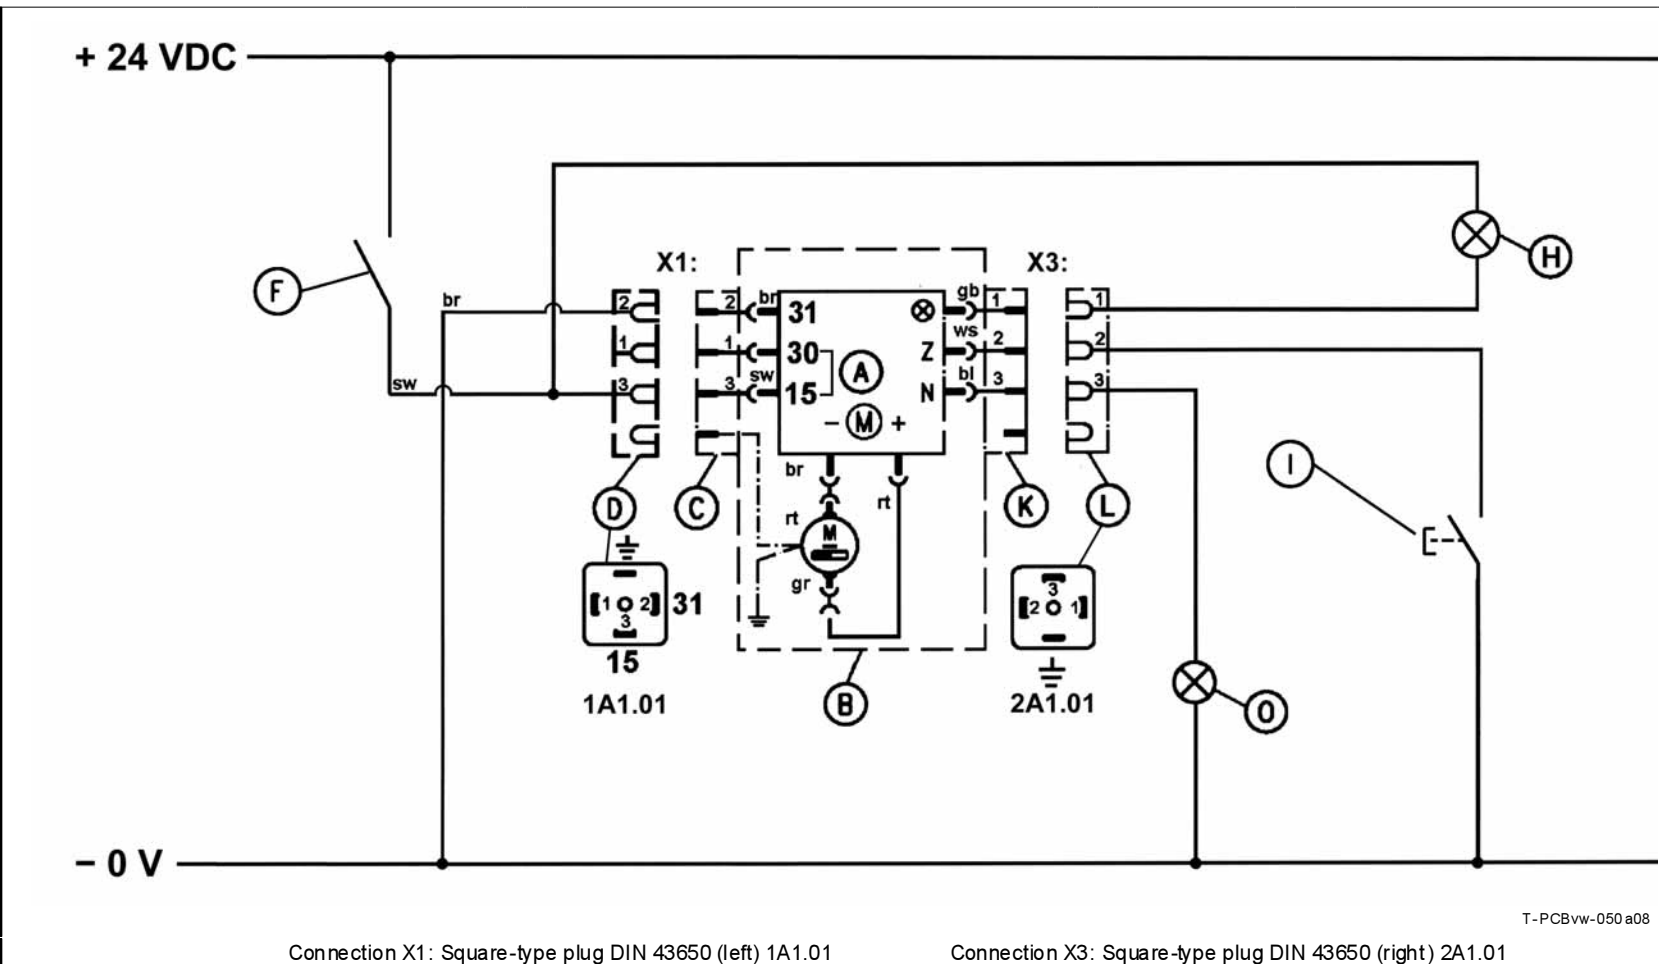 + 24 VDC
H
X1:
X3:
F
br
2
2
br
31
gb
1
1
1
1
30
Z
ws
2
2
A
sw
3
3
sw
15
N
bl
3
3
– M +
br
rt
I
D
C
K
L
rt
M
gr
1 2
3
31
15
3
2 1
1A1.01
B
2A1.01
O
– 0 V
T-PCBvw-050a08
Connection X1: Square-type plug DIN 43650 (left) 1A1.01
Connection X3: Square-type plug DIN 43650 (right) 2A1.01